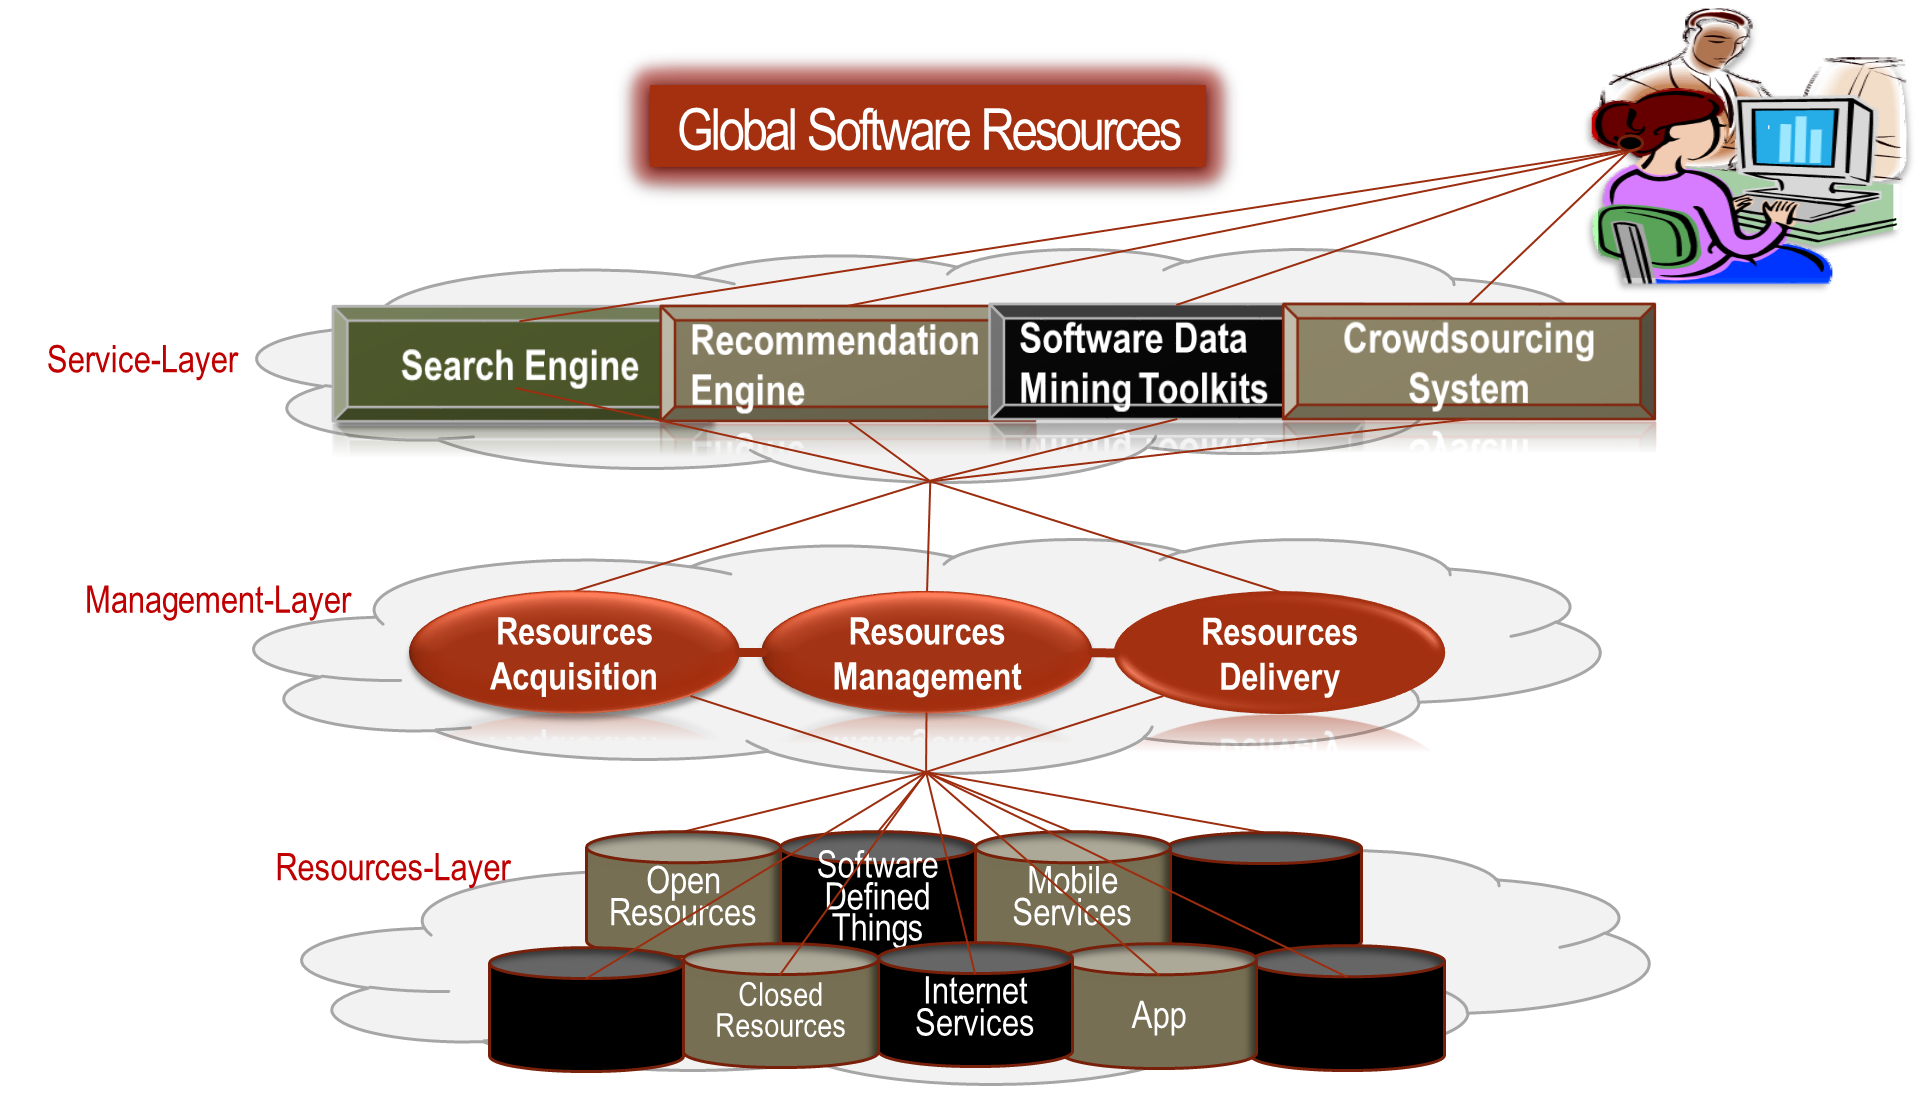 Global Software Resources
Service-Layer
Search Engine
Recommendation
Engine
Software Data
Mining Toolkits
Crowdsourcing
System
Management-Layer
Resources
Acquisition
Resources
Management
Resources
Delivery
Resources-Layer
Open
Resources
Software
Defined
Things
Mobile
Services
Closed
Resources
Internet
Services
App